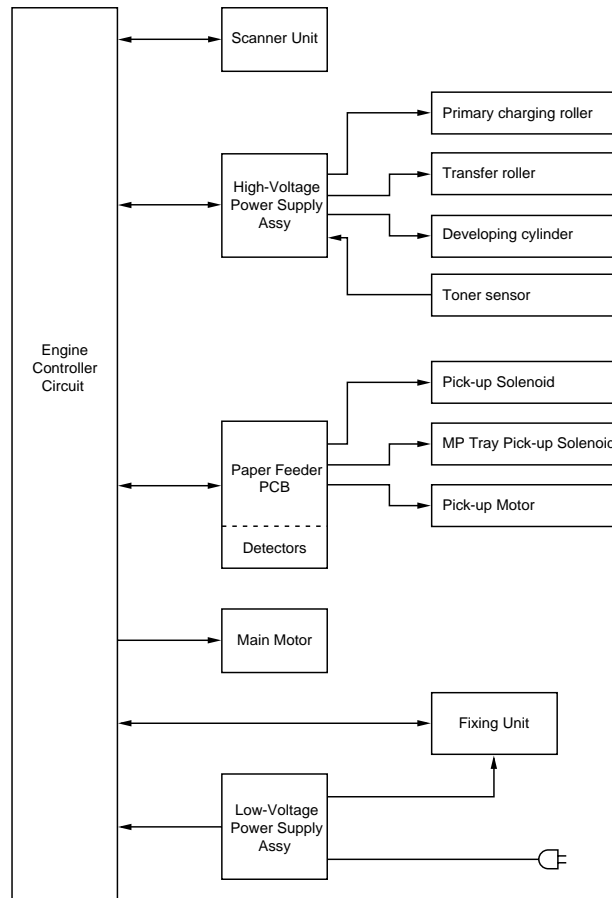 Scanner Unit
Primary charging roller
High-Voltage
Power Supply
Assy
Transfer roller
Developing cylinder
Toner sensor
Engine
Controller
Circuit
Pick-up Solenoid
Paper Feeder
PCB
MP Tray Pick-up Solenoid
Pick-up Motor
Detectors
Main Motor
Fixing Unit
Low-Voltage
Power Supply
Assy